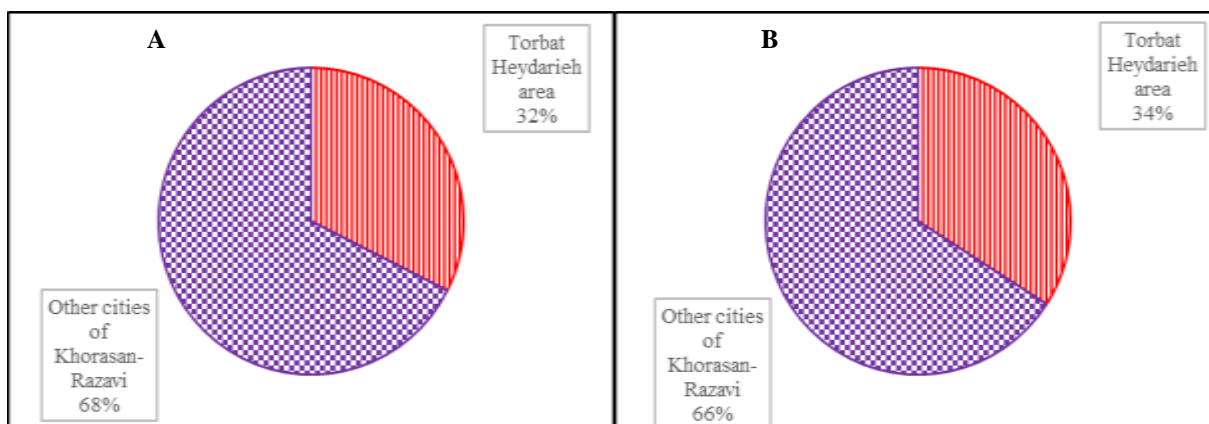 A
Torbat
Heydarieh
area
32%
Other cities
of
Khorasan-
Razavi
68%
B
Torbat
Heydarieh
area
34%
Other cities
of
Khorasan-
Razavi
66%